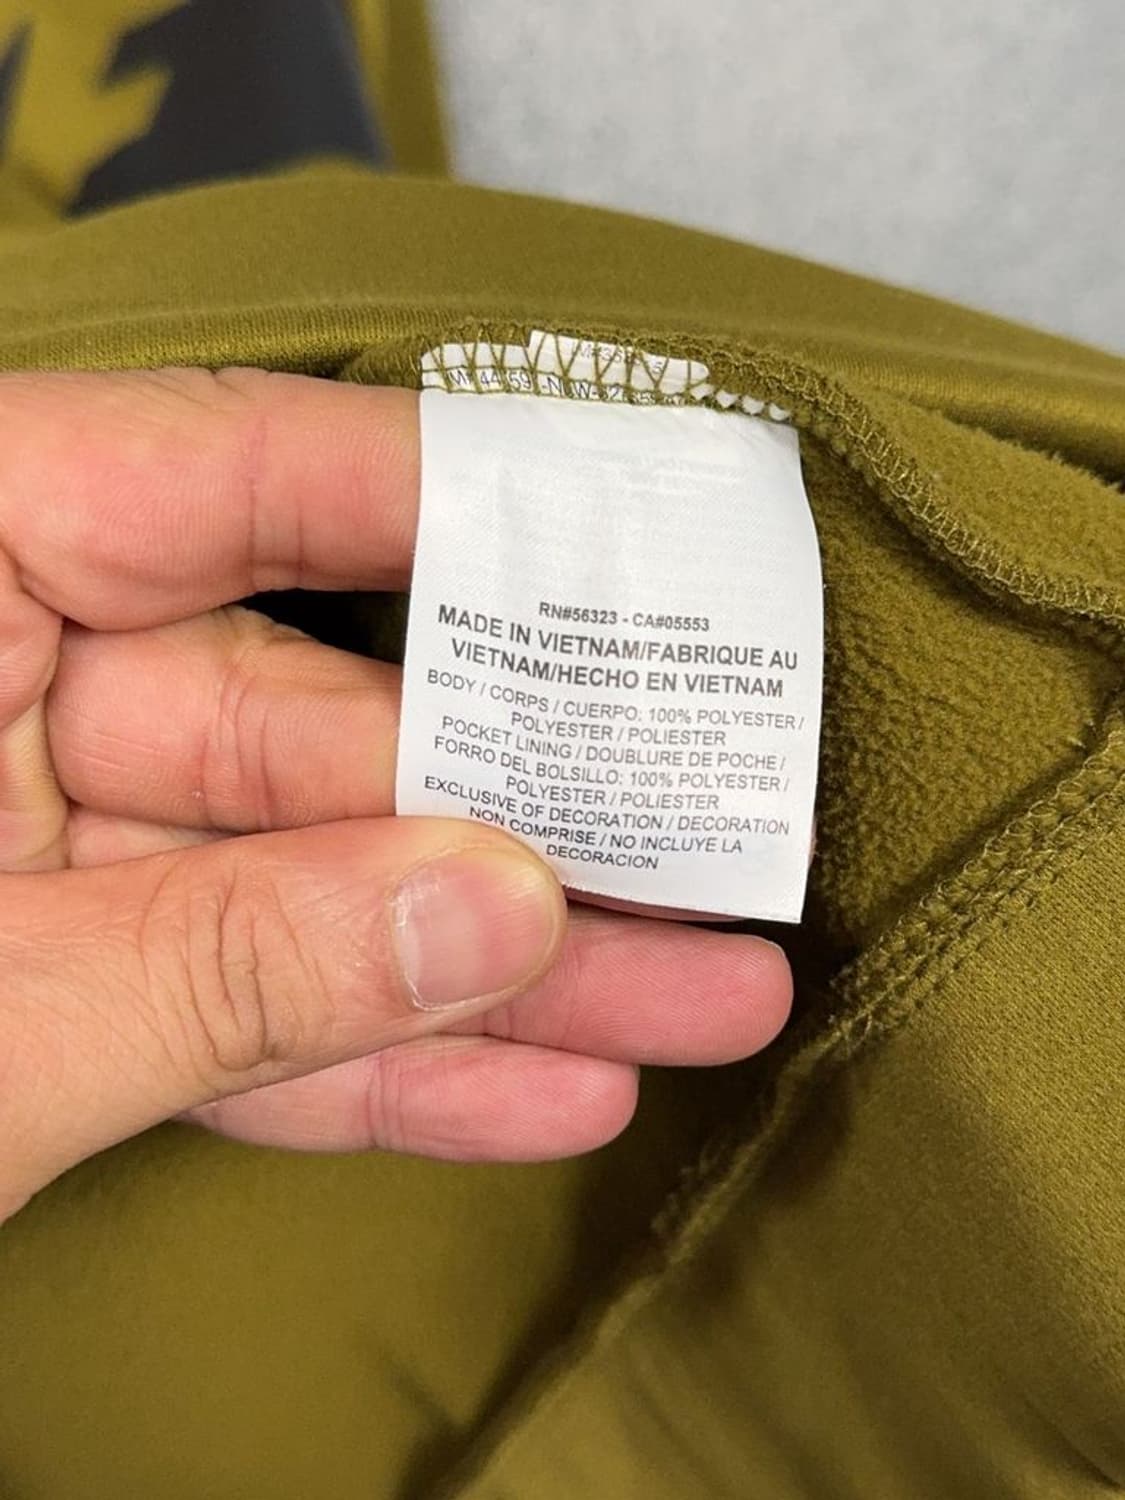 RN#56323 - CA#05553
MADE IN VIETNAM/FABRIQUE AU
VIETNAM/HECHO EN VIETNAM
BODY / CORPS / CUERPO: 100% POLYESTER /
POLYESTER / POLIESTER
POCKET LINING / DOUBLURE DE POCHE /
FORRO DEL BOLSILLO: 100% POLYESTER /
POLYESTER / POLIESTER
EXCLUSIVE OF DECORATION / DECORATION
NON COMPRISE / NO INCLUYE LA
DECORACION